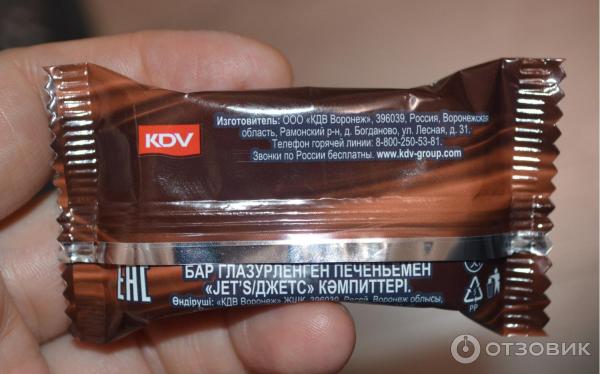 KDV
Изготовитель: ООО «КДВ Воронеж», 396039, Россия, Воронежская
область, Рамонский р-н, д. Богданово, ул. Лесная, д. 31.
Телефон горячей линии: 8-800-250-53-81.
Звонки по России бесплатны. www.kdv-group.com
EAC
БАР ГЛАЗУРЛЕНГЕН ПЕЧЕНЬЕМЕН
«JET'S/ДЖЕТС» КӘМПИТТЕРІ.
Өндіруші: «КДВ Воронеж» ЖШҚ, 396039, Ресей, Воронеж облысы,
PP
ОТЗОВИК